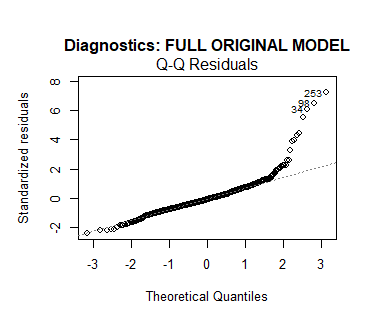 Diagnostics: FULL ORIGINAL MODEL
Q-Q Residuals
Standardized residuals
8
6
4
2
0
-2
253
98
34
-3 -2 -1 0 1 2 3
Theoretical Quantiles